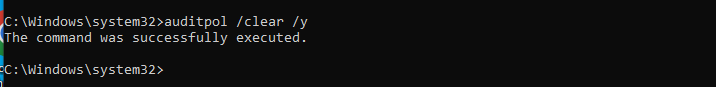 C:\Windows\system32>auditpol /clear /y
The command was successfully executed.
C:\Windows\system32>